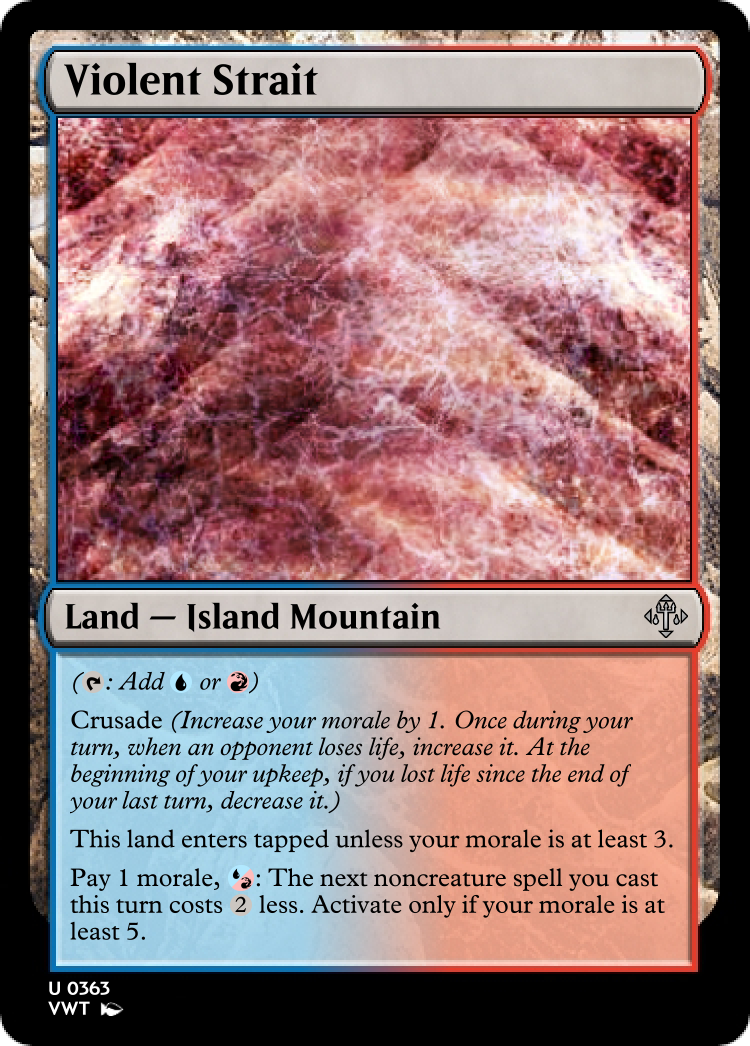 Violent Strait
Land — Island Mountain
(: Add or )
Crusade (Increase your morale by 1. Once during your
turn, when an opponent loses life, increase it. At the
beginning of your upkeep, if you lost life since the end of
your last turn, decrease it.)
This land enters tapped unless your morale is at least 3.
Pay 1 morale, : The next noncreature spell you cast
this turn costs 2 less. Activate only if your morale is at
least 5.
U 0363
VWT